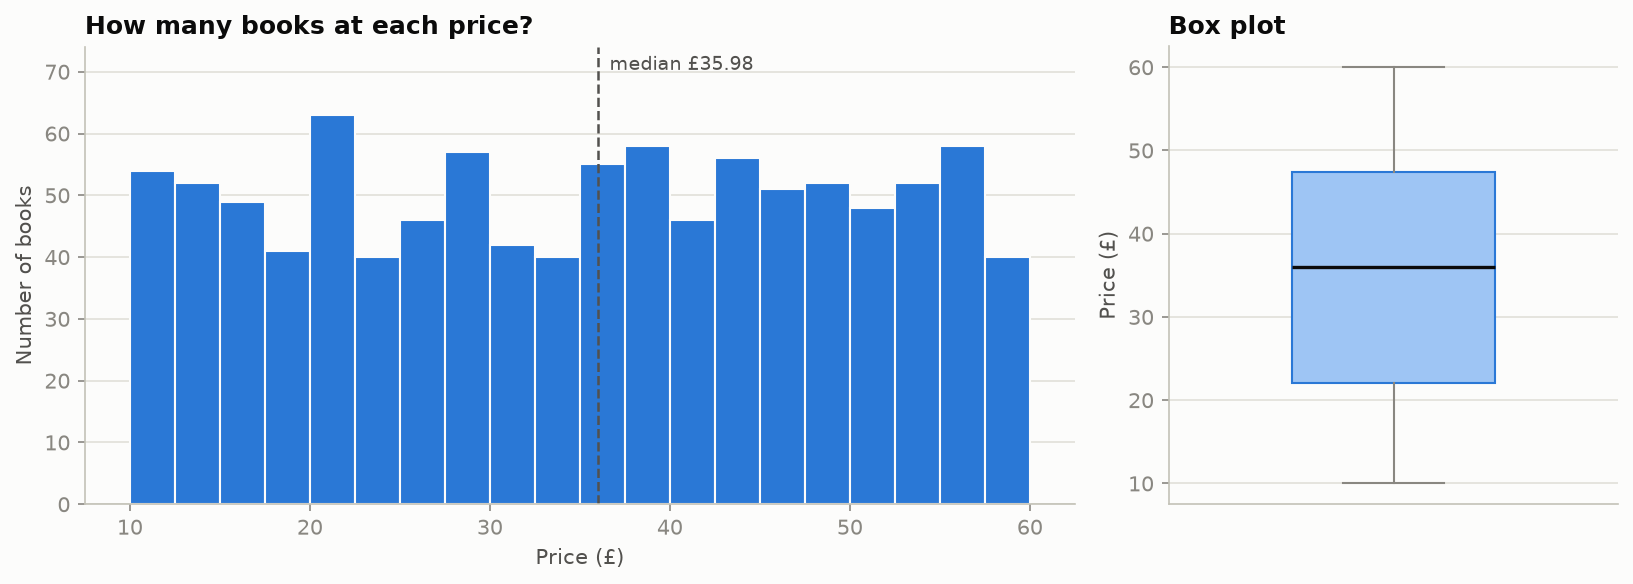 How many books at each price?
median £35.98
70
60
50
40
30
20
10
0
Number of books
10 20 30 40 50 60
Price (£)
Box plot
60
50
40
30
20
10
Price (£)